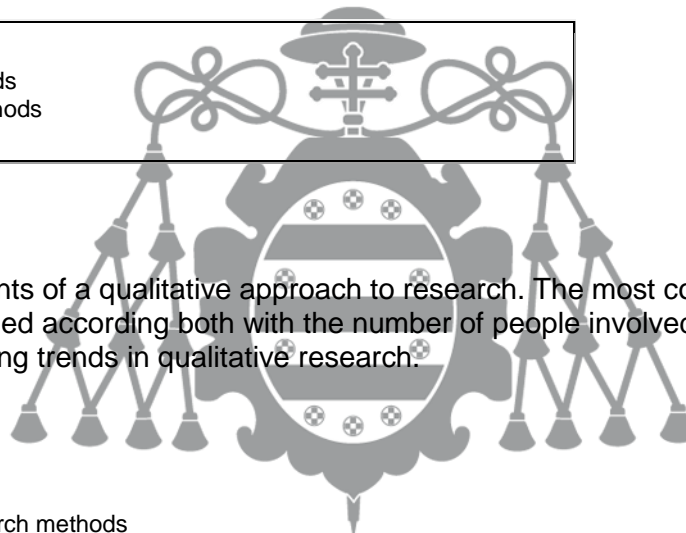 ds
nods
nts of a qualitative approach to research. The most co
ed according both with the number of people involved
ng trends in qualitative research.
rch methods